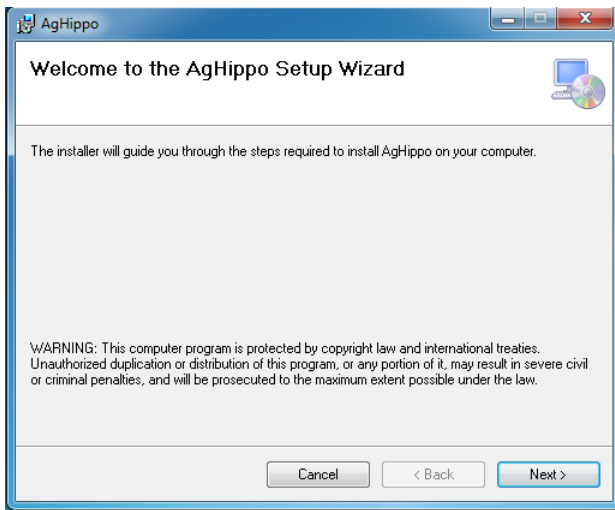 AgHippo
Welcome to the AgHippo Setup Wizard
The installer will guide you through the steps required to install AgHippo on your computer.
WARNING: This computer program is protected by copyright law and international treaties.
Unauthorized duplication or distribution of this program, or any portion of it, may result in severe civil
or criminal penalties, and will be prosecuted to the maximum extent possible under the law.
Cancel
< Back
Next >